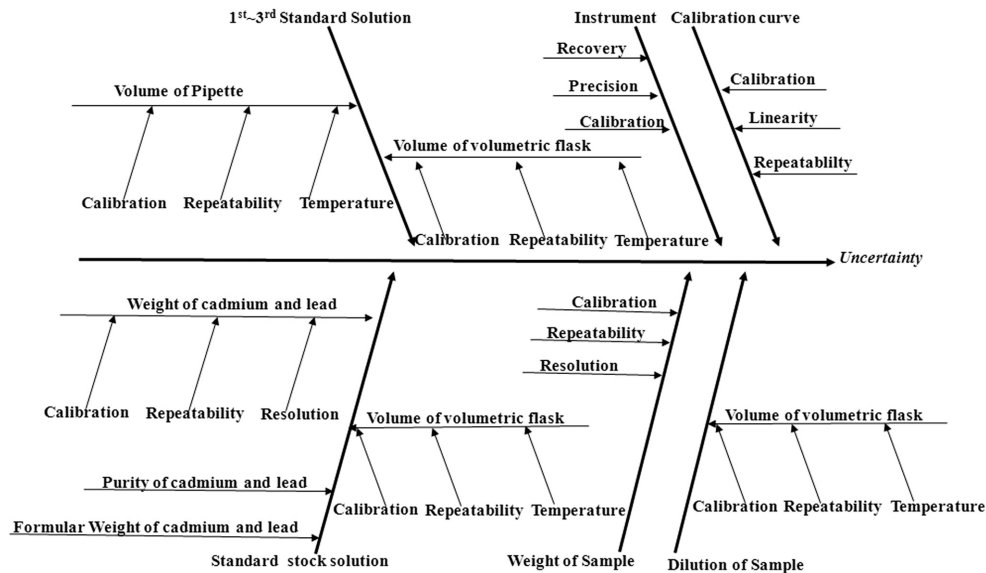 1st~3rd Standard Solution
Instrument
Calibration curve
Recovery
Precision
Calibration
Calibration
Linearity
Repeatablilty
Volume of Pipette
Calibration
Repeatability
Temperature
Volume of volumetric flask
Calibration
Repeatability
Temperature
Uncertainty
Weight of cadmium and lead
Calibration
Repeatability
Resolution
Volume of volumetric flask
Calibration
Repeatability
Temperature
Purity of cadmium and lead
Formular Weight of cadmium and lead
Standard stock solution
Calibration
Repeatability
Resolution
Weight of Sample
Volume of volumetric flask
Calibration
Repeatability
Temperature
Dilution of Sample